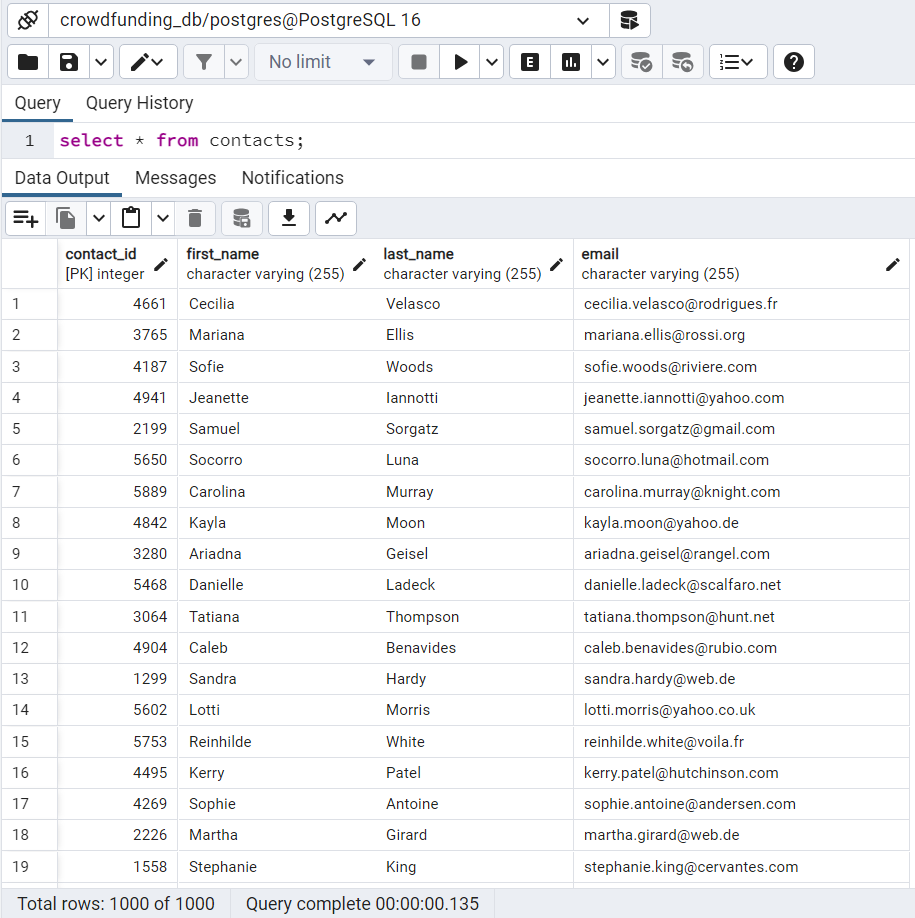 crowdfunding_db/postgres@PostgreSQL 16
No limit
E
Query Query History
1 select * from contacts;
Data Output Messages Notifications
contact_id first_name last_name email
[PK] integer character varying (255) character varying (255) character varying (255)
1 4661 Cecilia Velasco cecilia.velasco@rodrigues.fr
2 3765 Mariana Ellis mariana.ellis@rossi.org
3 4187 Sofie Woods sofie.woods@riviere.com
4 4941 Jeanette Iannotti jeanette.iannotti@yahoo.com
5 2199 Samuel Sorgatz samuel.sorgatz@gmail.com
6 5650 Socorro Luna socorro.luna@hotmail.com
7 5889 Carolina Murray carolina.murray@knight.com
8 4842 Kayla Moon kayla.moon@yahoo.de
9 3280 Ariadna Geisel ariadna.geisel@rangel.com
10 5468 Danielle Ladeck danielle.ladeck@scalfaro.net
11 3064 Tatiana Thompson tatiana.thompson@hunt.net
12 4904 Caleb Benavides caleb.benavides@rubio.com
13 1299 Sandra Hardy sandra.hardy@web.de
14 5602 Lotti Morris lotti.morris@yahoo.co.uk
15 5753 Reinhilde White reinhilde.white@voila.fr
16 4495 Kerry Patel kerry.patel@hutchinson.com
17 4269 Sophie Antoine sophie.antoine@andersen.com
18 2226 Martha Girard martha.girard@web.de
19 1558 Stephanie King stephanie.king@cervantes.com
Total rows: 1000 of 1000 Query complete 00:00:00.135